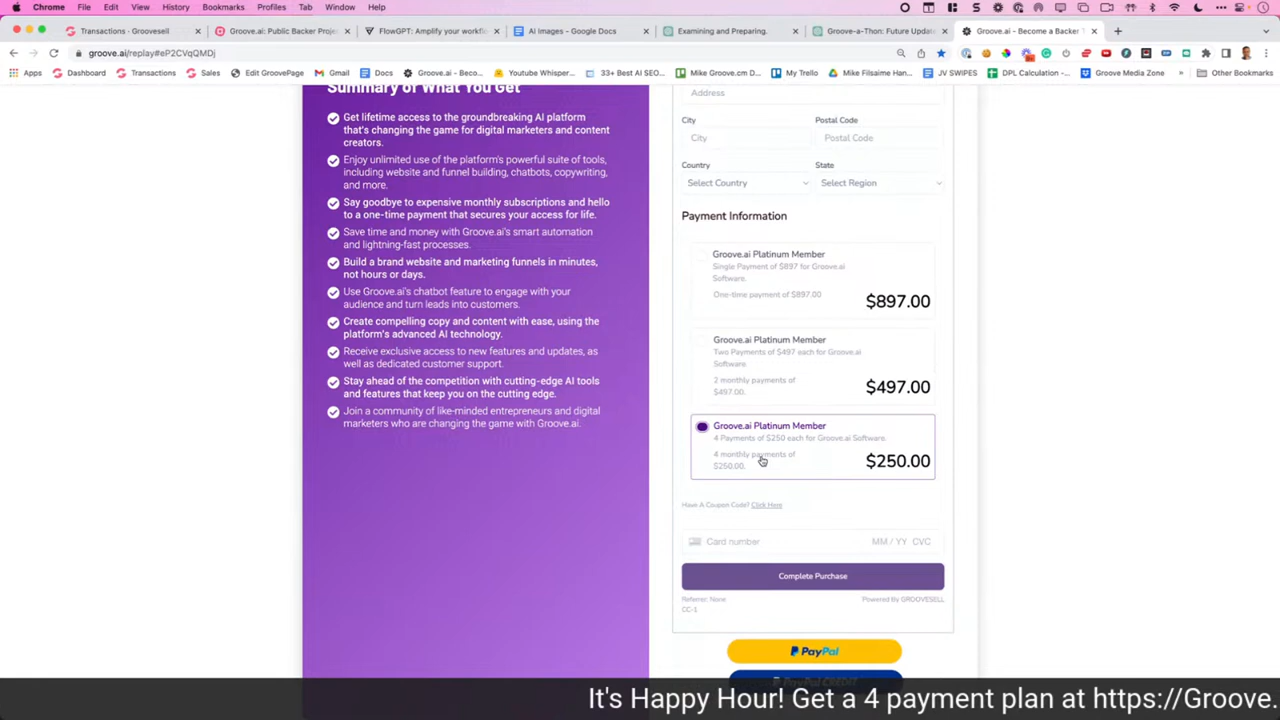 Chrome File Edit View History Bookmarks Profiles Tab Window Help
Transactions - Groovesell
Groove.ai: Public Backer Proje
FlowGPT: Amplify your workfl
AI Images - Google Docs
Examining and Preparing.
Groove-a-Thon: Future Updat
Groove.ai - Become a Backer
groove.ai/replay#eP2CVqQMDj
Apps Dashboard Transactions Sales Edit GroovePage Gmail Docs Groove.ai - Beco... Youtube Whisper... 33+ Best AI SEO... Mike Groove.cm D... My Trello Mike Filsaime Han... JV SWIPES DPL Calculation -... Groove Media Zone » Other Bookmarks
Summary of What You Get
Get lifetime access to the groundbreaking AI platform
that's changing the game for digital marketers and content
creators.
Enjoy unlimited use of the platform's powerful suite of tools,
including website and funnel building, chatbots, copywriting,
and more.
Say goodbye to expensive monthly subscriptions and hello
to a one-time payment that secures your access for life.
Save time and money with Groove.ai's smart automation
and lightning-fast processes.
Build a brand website and marketing funnels in minutes,
not hours or days.
Use Groove.ai's chatbot feature to engage with your
audience and turn leads into customers.
Create compelling copy and content with ease, using the
platform's advanced AI technology.
Receive exclusive access to new features and updates, as
well as dedicated customer support.
Stay ahead of the competition with cutting-edge AI tools
and features that keep you on the cutting edge.
Join a community of like-minded entrepreneurs and digital
marketers who are changing the game with Groove.ai.
Address
City Postal Code
City Postal Code
Country State
Select Country Select Region
Payment Information
Groove.ai Platinum Member
Single Payment of $897 for Groove.ai
Software.
One-time payment of $897.00
$897.00
Groove.ai Platinum Member
Two Payments of $497 each for Groove.ai
Software.
2 monthly payments of
$497.00.
$497.00
Groove.ai Platinum Member
4 Payments of $250 each for Groove.ai Software.
4 monthly payments of
$250.00.
$250.00
Have A Coupon Code? Click Here
Card number MM / YY CVC
Complete Purchase
Referrer: None Powered by GROOVESELL
CC-1
PayPal
PayPal CREDIT
It's Happy Hour! Get a 4 payment plan at https://Groove.